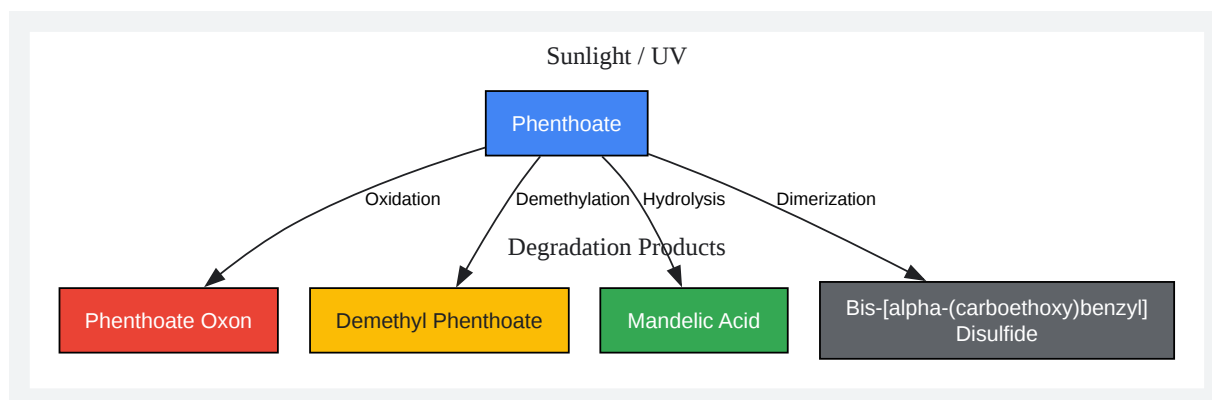 Sunlight / UV
Phenthoate
Oxidation
Demethylation
Hydrolysis
Dimerization
Degradation Products
Phenthoate Oxon
Demethyl Phenthoate
Mandelic Acid
Bis-[alpha-(carboethoxy)benzyl]
Disulfide